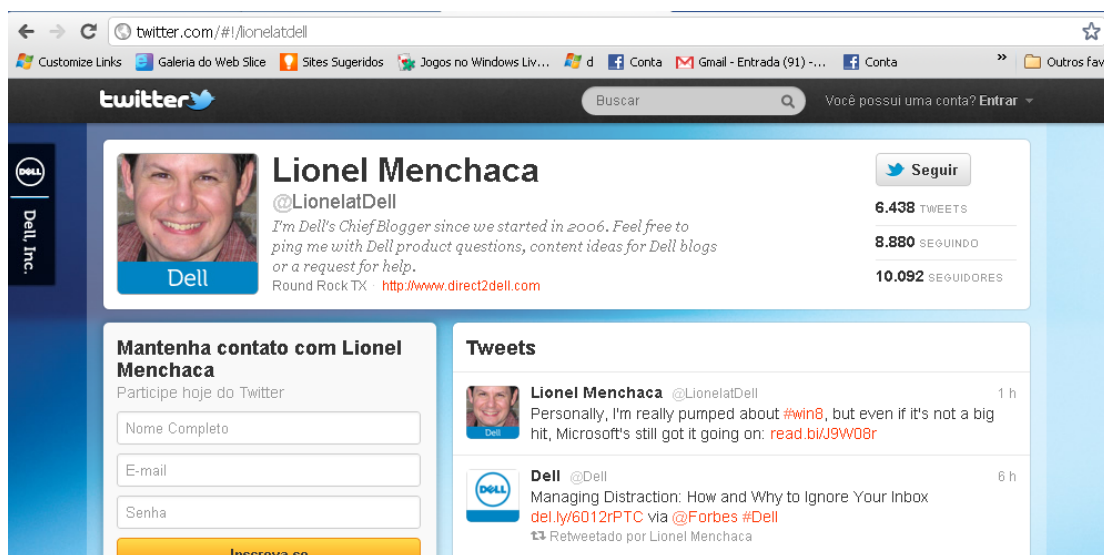 twitter.com/#!/lionelatdell
Customize Links Galeria do Web Slice Sites Sugeridos Jogos no Windows Liv... d Conta Gmail - Entrada (91) -... Conta » Outros fav
twitter Buscar Você possui uma conta? Entrar
DELL
Dell, Inc.
Dell
Lionel Menchaca
@LionelatDell
I'm Dell's Chief Blogger since we started in 2006. Feel free to
ping me with Dell product questions, content ideas for Dell blogs
or a request for help.
Round Rock TX · http://www.direct2dell.com
Seguir
6.438 TWEETS
8.880 SEGUINDO
10.092 SEGUIDORES
Mantenha contato com Lionel
Menchaca
Participe hoje do Twitter
Nome Completo
E-mail
Senha
Inscreva-se
Tweets
Dell
Lionel Menchaca @LionelatDell 1 h
Personally, I'm really pumped about #win8, but even if it's not a big
hit, Microsoft's still got it going on: read.bi/J9W08r
DELL
Dell @Dell 6 h
Managing Distraction: How and Why to Ignore Your Inbox
del.ly/6012rPTC via @Forbes #Dell
Retweetado por Lionel Menchaca